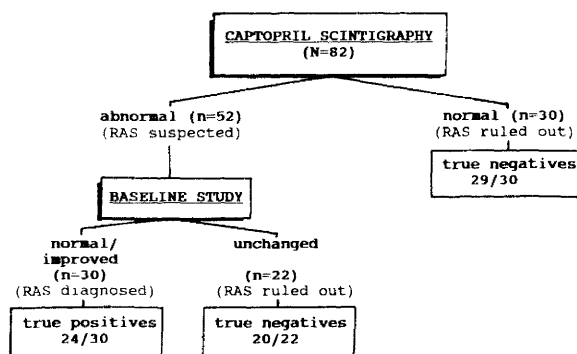 CAPTOPRIL SCINTIGRAPHY
(N=82)
abnormal (n=52)
(RAS suspected)
normal (n=30)
(RAS ruled out)
true negatives
29/30
BASELINE STUDY
normal/
improved
(n=30)
(RAS diagnosed)
unchanged
(n=22)
(RAS ruled out)
true positives
24/30
true negatives
20/22